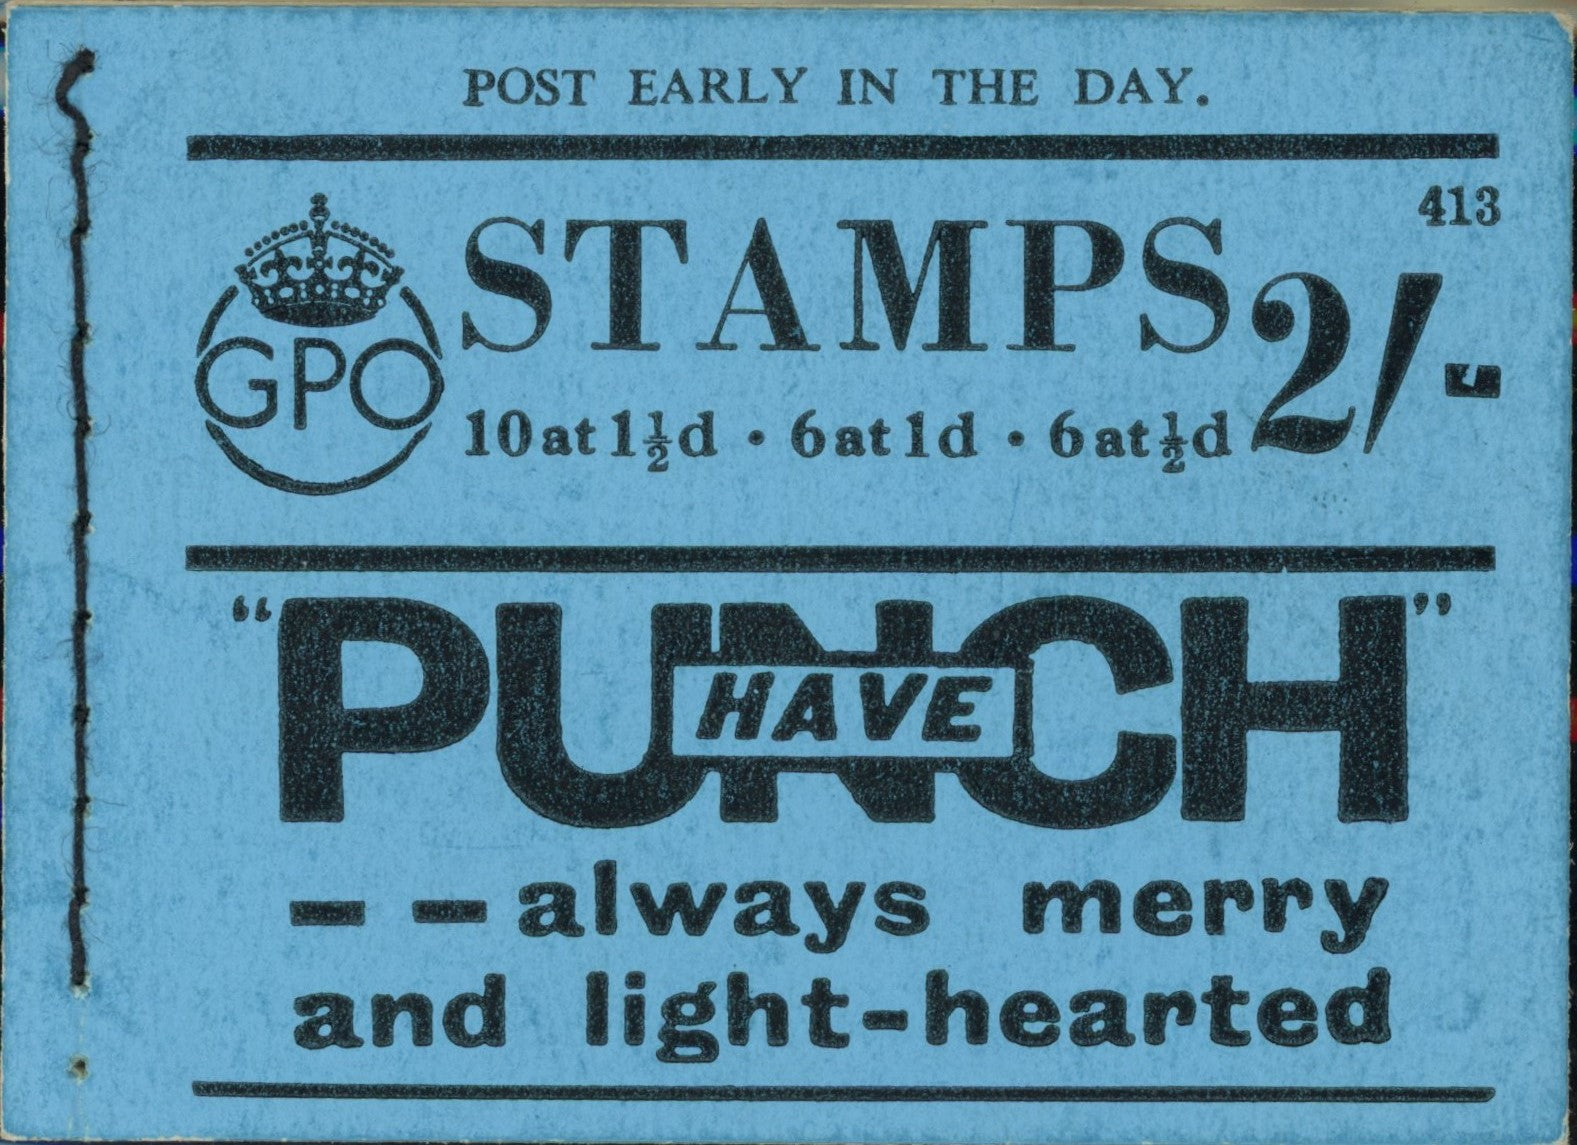 POST EARLY IN THE DAY.
413
STAMPS 2/-
GPO
10 at 1½d · 6 at 1d · 6 at ½d
"PUNCH"
HAVE
– – always merry
and light-hearted